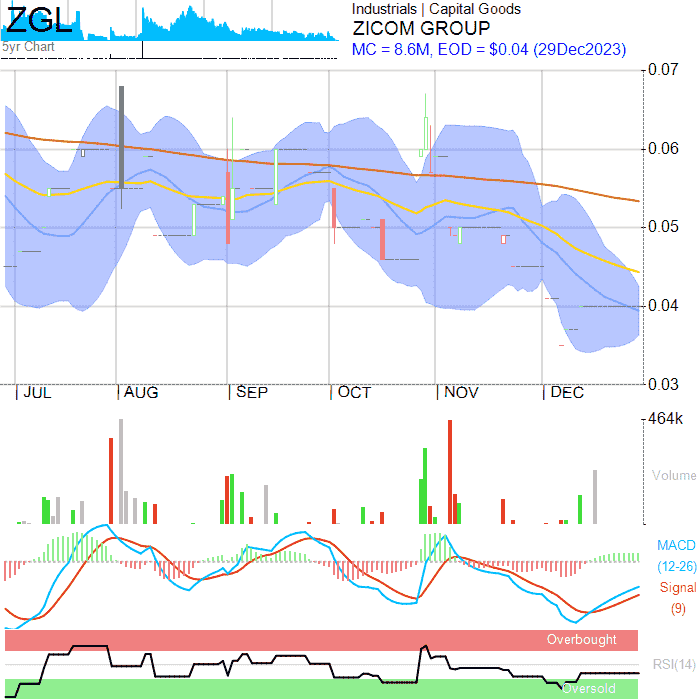 ZGL
5yr Chart
Industrials | Capital Goods
ZICOM GROUP
MC = 8.6M, EOD = $0.04 (29Dec2023)
0.07
0.06
0.05
0.04
0.03
JUL AUG SEP OCT NOV DEC
464k
Volume
MACD
(12-26)
Signal
(9)
Overbought
RSI(14)
Oversold